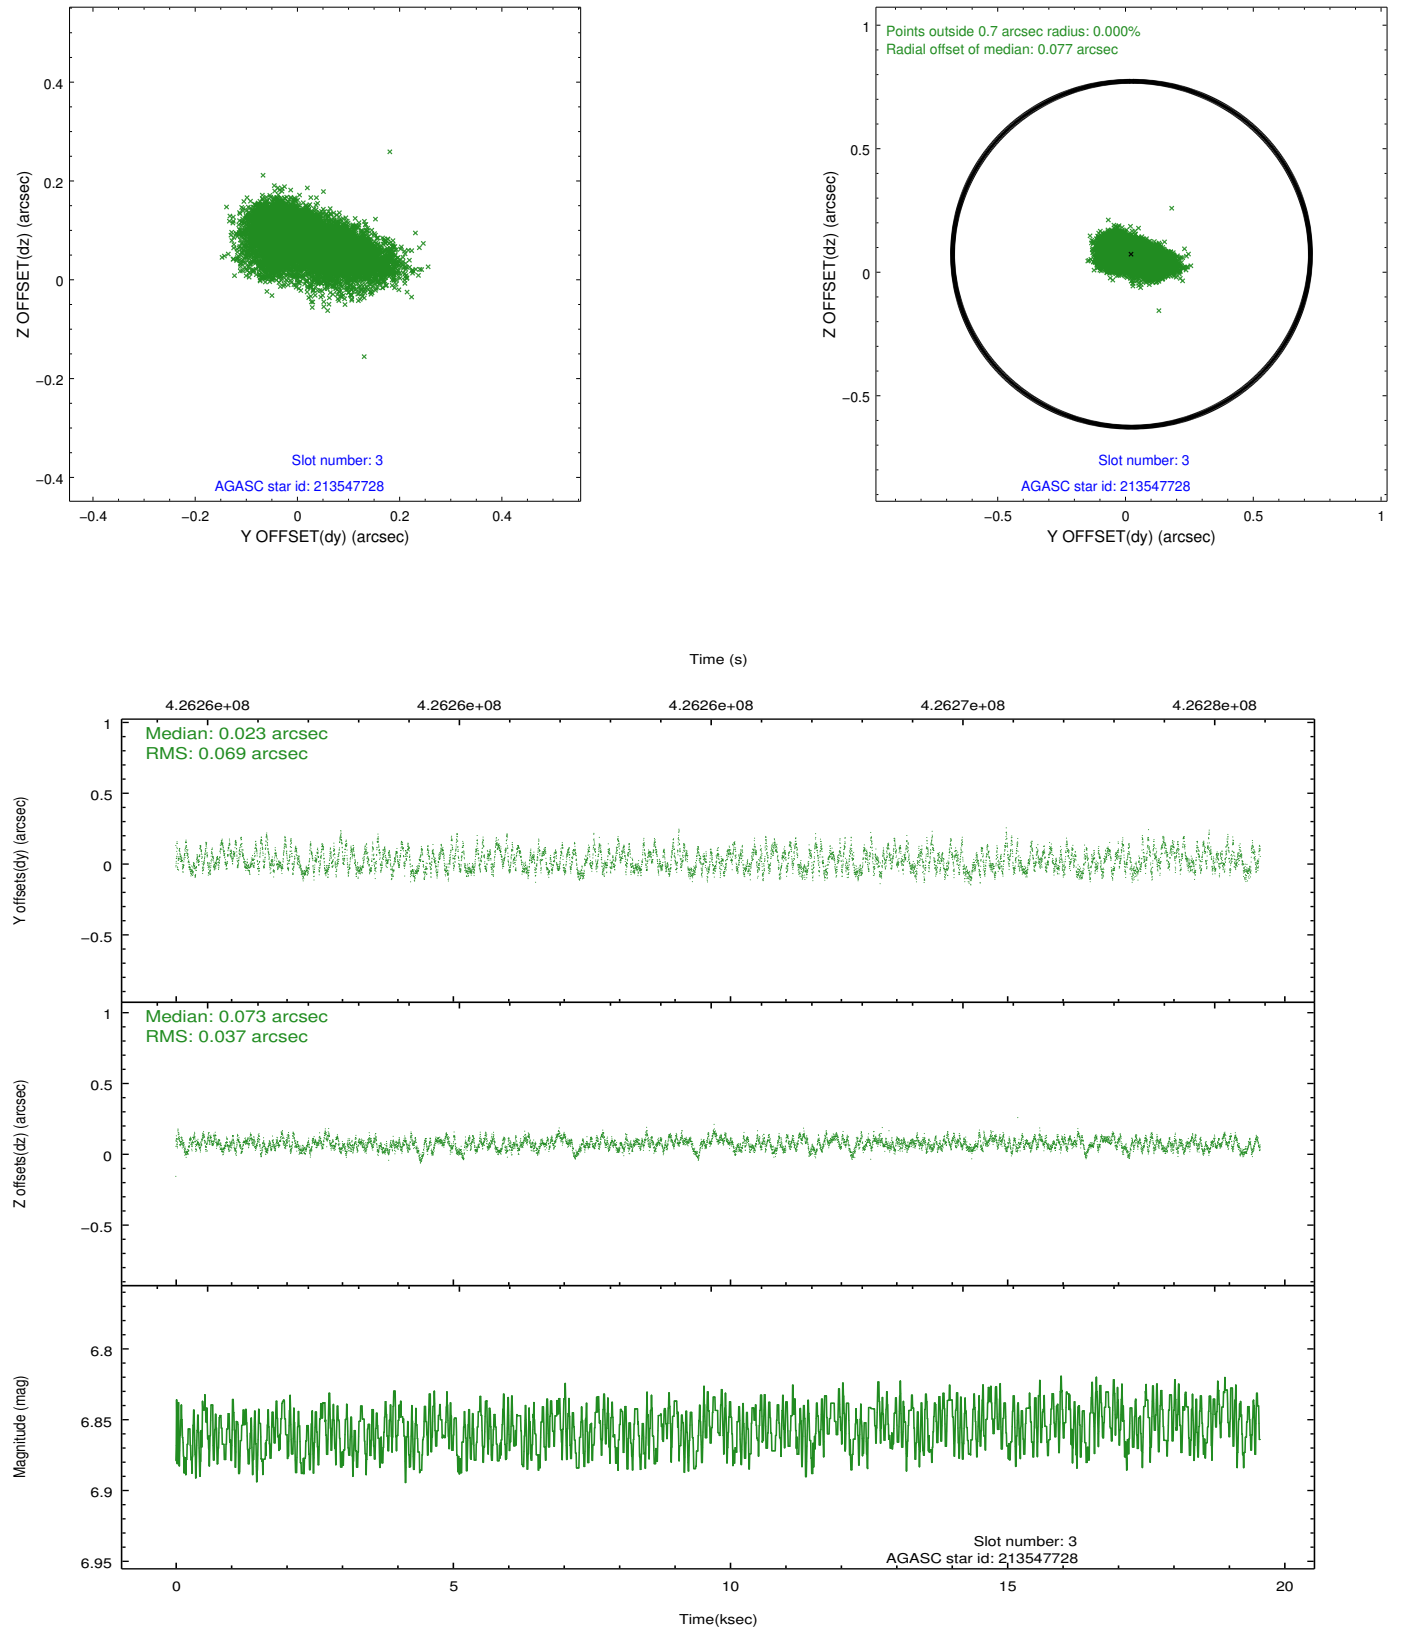 0.4
0.2
0
−0.2
−0.4
Z OFFSET(dz) (arcsec)
Slot number: 3
AGASC star id: 213547728
−0.4 −0.2 0 0.2 0.4
Y OFFSET(dy) (arcsec)
Points outside 0.7 arcsec radius: 0.000%
Radial offset of median: 0.077 arcsec
1
0.5
0
−0.5
Z OFFSET(dz) (arcsec)
Slot number: 3
AGASC star id: 213547728
−0.5 0 0.5 1
Y OFFSET(dy) (arcsec)
Time (s)
4.2626e+08 4.2626e+08 4.2626e+08 4.2627e+08 4.2628e+08
Median: 0.023 arcsec
RMS: 0.069 arcsec
1
0.5
0
−0.5
Y offsets(dy) (arcsec)
Median: 0.073 arcsec
RMS: 0.037 arcsec
1
0.5
0
−0.5
Z offsets(dz) (arcsec)
6.8
6.85
6.9
6.95
Magnitude (mag)
Slot number: 3
AGASC star id: 213547728
0 5 10 15 20
Time(ksec)